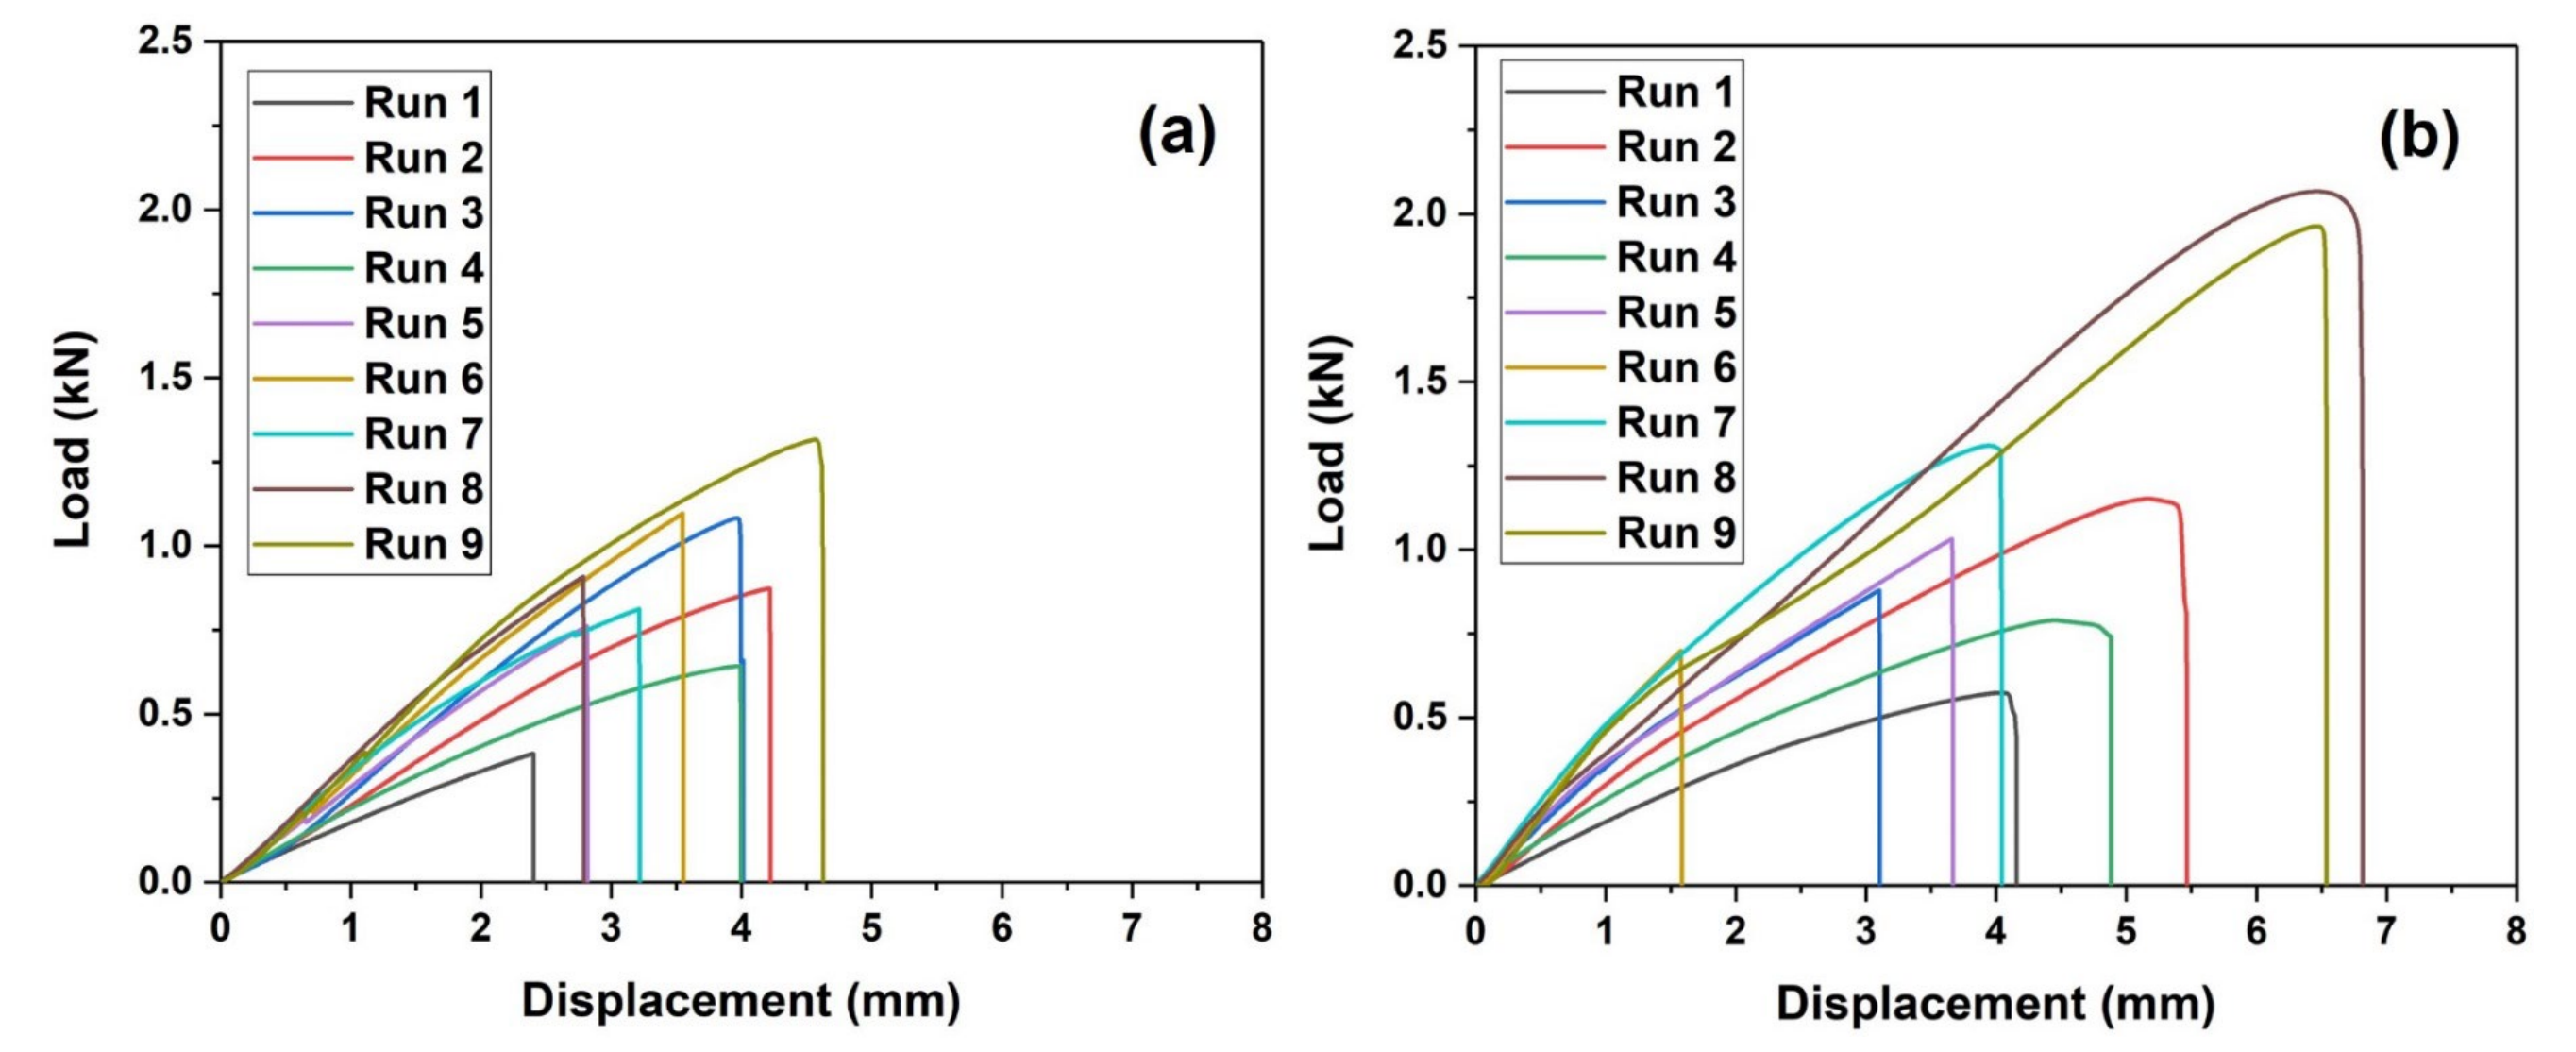 (a)
Load (kN)
2.5
2.0
1.5
1.0
0.5
0.0
Run 1
Run 2
Run 3
Run 4
Run 5
Run 6
Run 7
Run 8
Run 9
0 1 2 3 4 5 6 7 8
Displacement (mm)
(b)
Load (kN)
2.5
2.0
1.5
1.0
0.5
0.0
Run 1
Run 2
Run 3
Run 4
Run 5
Run 6
Run 7
Run 8
Run 9
0 1 2 3 4 5 6 7 8
Displacement (mm)